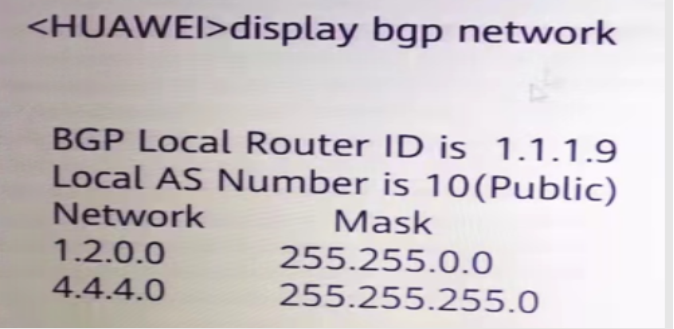 <HUAWEI>display bgp network
BGP Local Router ID is 1.1.1.9
Local AS Number is 10(Public)
Network Mask
1.2.0.0 255.255.0.0
4.4.4.0 255.255.255.0